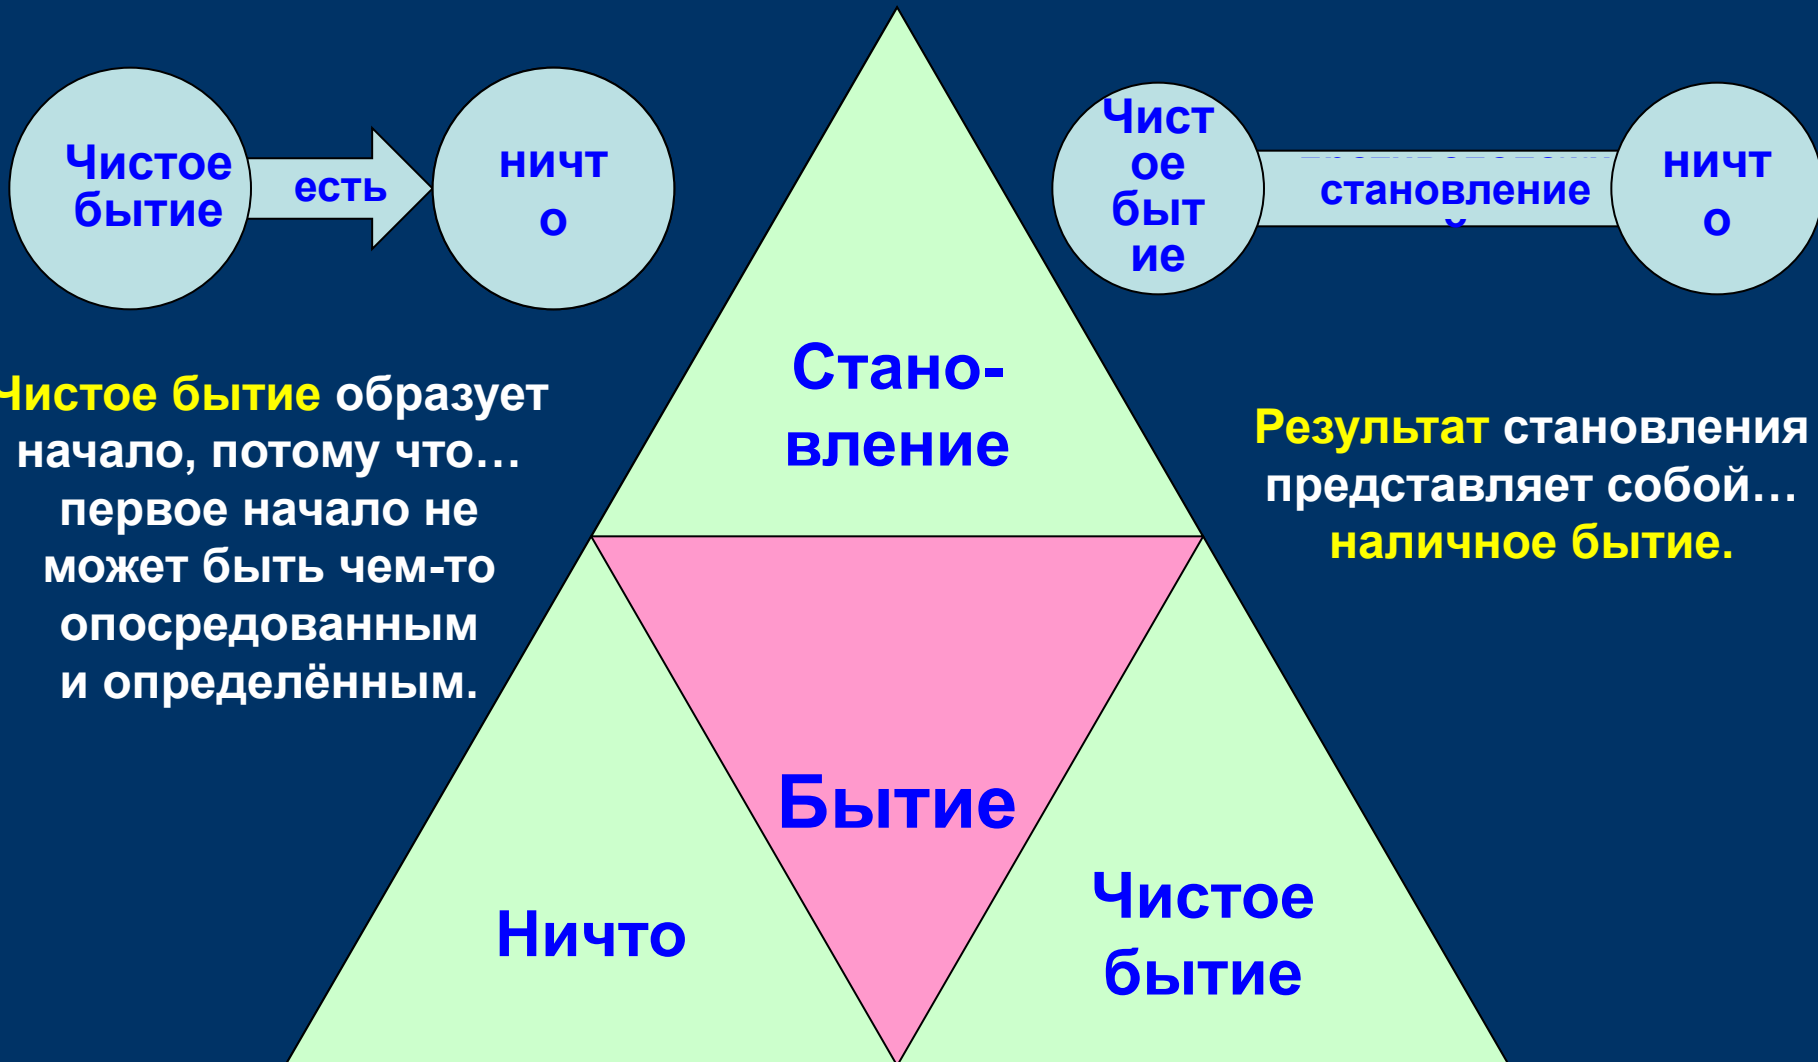 Чистое
бытие
есть
ничт
о
Чист
ое
быт
ие
становление
ничт
о
Чистое бытие образует
начало, потому что…
первое начало не
может быть чем-то
опосредованным
и определённым.
Стано-
вление
Результат становления
представляет собой…
наличное бытие.
Бытие
Ничто
Чистое
бытие